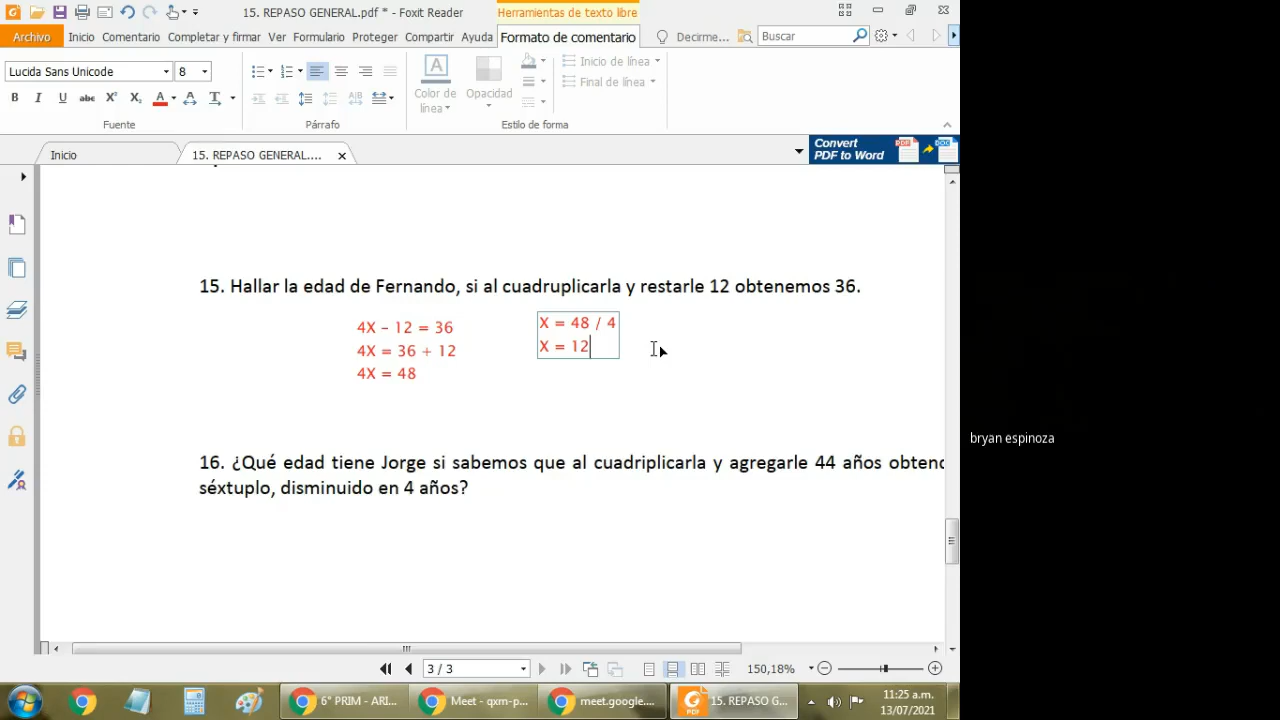 15. REPASO GENERAL.pdf * - Foxit Reader
Herramientas de texto libre
Archivo Inicio Comentario Completar y firmar Ver Formulario Proteger Compartir Ayuda Formato de comentario Decirme... Buscar
Lucida Sans Unicode 8
Color de línea
Opacidad
Inicio de línea
Final de línea
Fuente Párrafo Estilo de forma
Inicio 15. REPASO GENERAL....
Convert
PDF to Word
15. Hallar la edad de Fernando, si al cuadruplicarla y restarle 12 obtenemos 36.
4X – 12 = 36
4X = 36 + 12
4X = 48
X = 48 / 4
X = 12
bryan espinoza
16. ¿Qué edad tiene Jorge si sabemos que al cuadriplicarla y agregarle 44 años obtenc
séxtuplo, disminuido en 4 años?
3 / 3 150,18%
6° PRIM - ARI... Meet - qxm-p... meet.google.... 15. REPASO G...
11:25 a.m.
13/07/2021